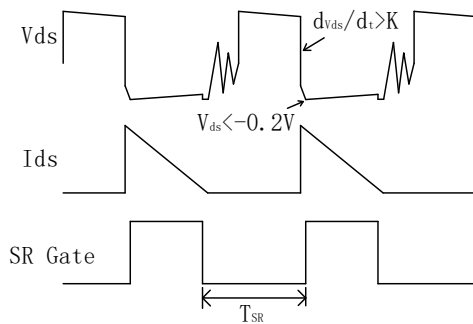 Vds
dVds/dt>K
Vds<-0.2V
Ids
SR Gate
TSR